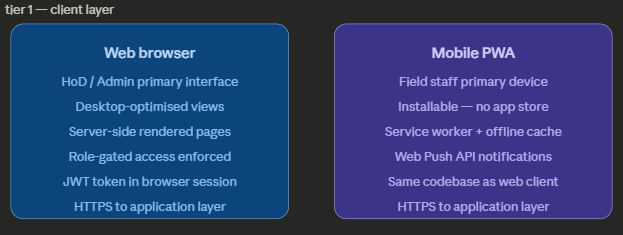 tier 1 — client layer
Web browser
HoD / Admin primary interface
Desktop-optimised views
Server-side rendered pages
Role-gated access enforced
JWT token in browser session
HTTPS to application layer
Mobile PWA
Field staff primary device
Installable — no app store
Service worker + offline cache
Web Push API notifications
Same codebase as web client
HTTPS to application layer